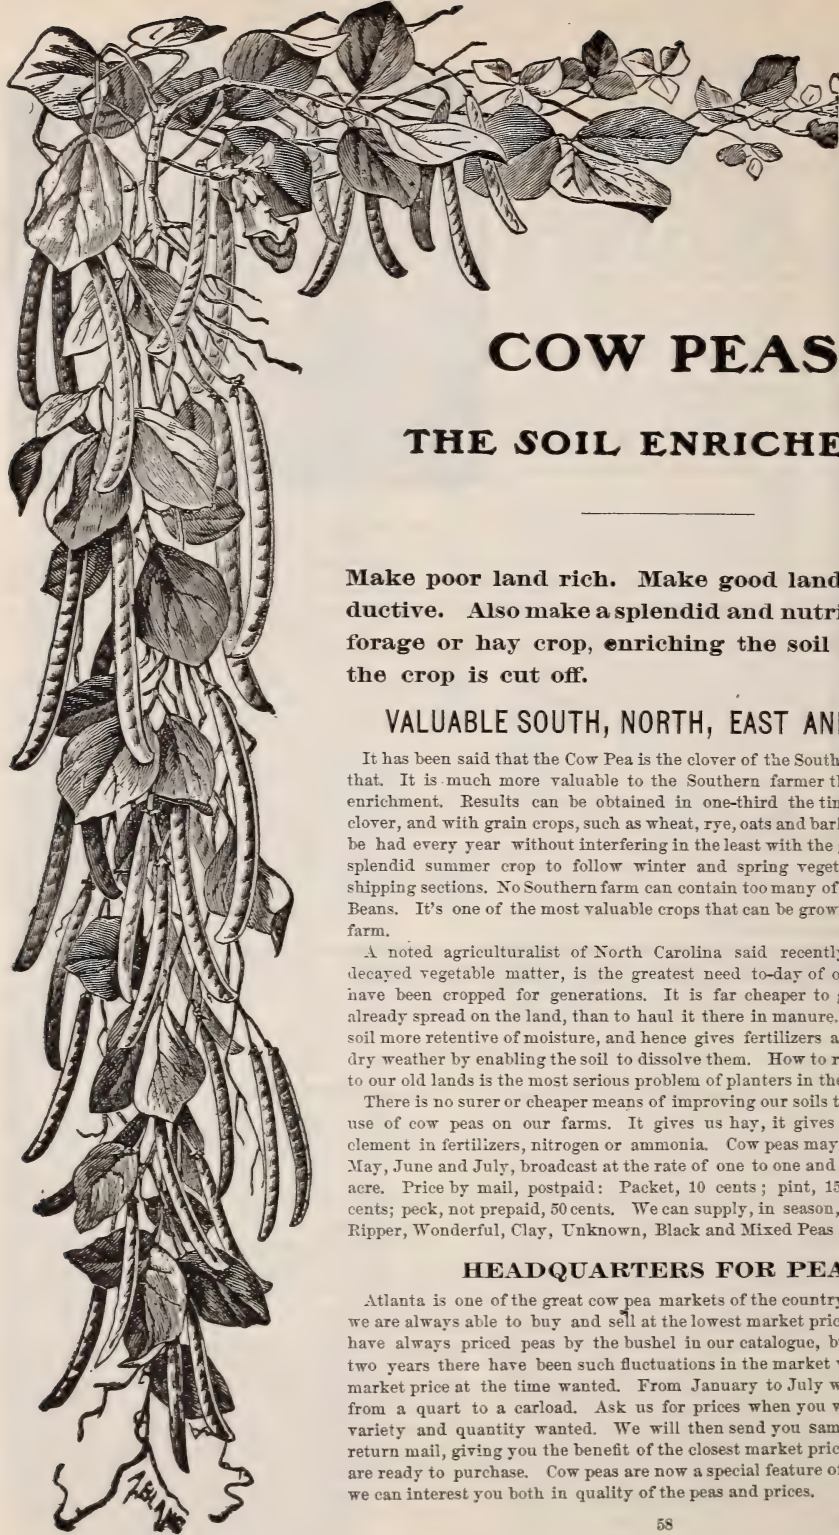 COW PEAS
THE SOIL ENRICHE
Make poor land rich. Make good land
ductive. Also make a splendid and nutri
forage or hay crop, enriching the soil
the crop is cut off.
VALUABLE SOUTH, NORTH, EAST AN
It has been said that the Cow Pea is the clover of the South
that. It is much more valuable to the Southern farmer t
enrichment. Results can be obtained in one-third the tim
clover, and with grain crops, such as wheat, rye, oats and bar
be had every year without interfering in the least with the
splendid summer crop to follow winter and spring veget
shipping sections. No Southern farm can contain too many of
Beans. It's one of the most valuable crops that can be grow
farm.
A noted agriculturalist of North Carolina said recently
decayed vegetable matter, is the greatest need to-day of o
have been cropped for generations. It is far cheaper to
already spread on the land, than to haul it there in manure.
soil more retentive of moisture, and hence gives fertilizers a
dry weather by enabling the soil to dissolve them. How to r
to our old lands is the most serious problem of planters in the
There is no surer or cheaper means of improving our soils t
use of cow peas on our farms. It gives us hay, it gives
clement in fertilizers, nitrogen or ammonia. Cow peas may
May, June and July, broadcast at the rate of one to one and
acre. Price by mail, postpaid: Packet, 10 cents; pint, 15
cents; peck, not prepaid, 50 cents. We can supply, in season,
Ripper, Wonderful, Clay, Unknown, Black and Mixed Peas
HEADQUARTERS FOR PEA
Atlanta is one of the great cow pea markets of the country
we are always able to buy and sell at the lowest market pric
have always priced peas by the bushel in our catalogue, b
two years there have been such fluctuations in the market
market price at the time wanted. From January to July w
from a quart to a carload. Ask us for prices when you w
variety and quantity wanted. We will then send you sam
return mail, giving you the benefit of the closest market pric
are ready to purchase. Cow peas are now a special feature of
we can interest you both in quality of the peas and prices.
58